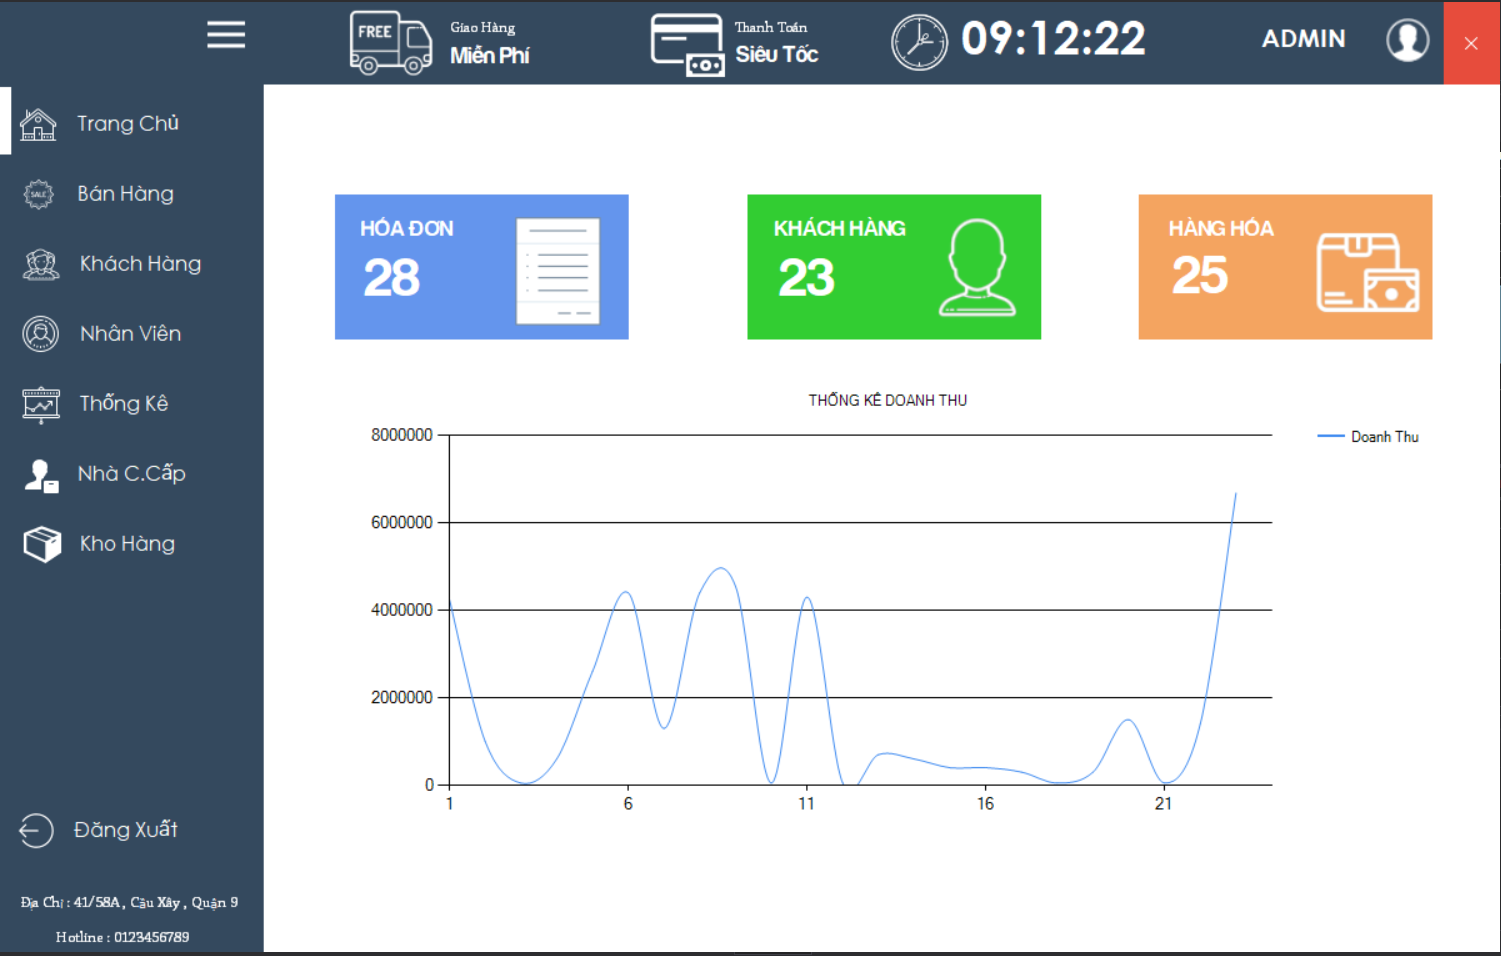 FREE
Giao Hàng
Miễn Phí
Thanh Toán
Siêu Tốc
09:12:22
ADMIN
Trang Chủ
SALE
Bán Hàng
Khách Hàng
Nhân Viên
Thống Kê
Nhà C.Cấp
Kho Hàng
Đăng Xuất
Địa Chỉ : 41/58A , Cầu Xây , Quận 9
Hotline : 0123456789
HÓA ĐƠN
28
KHÁCH HÀNG
23
HÀNG HÓA
25
THỐNG KÊ DOANH THU
Doanh Thu
8000000
6000000
4000000
2000000
0
1 6 11 16 21